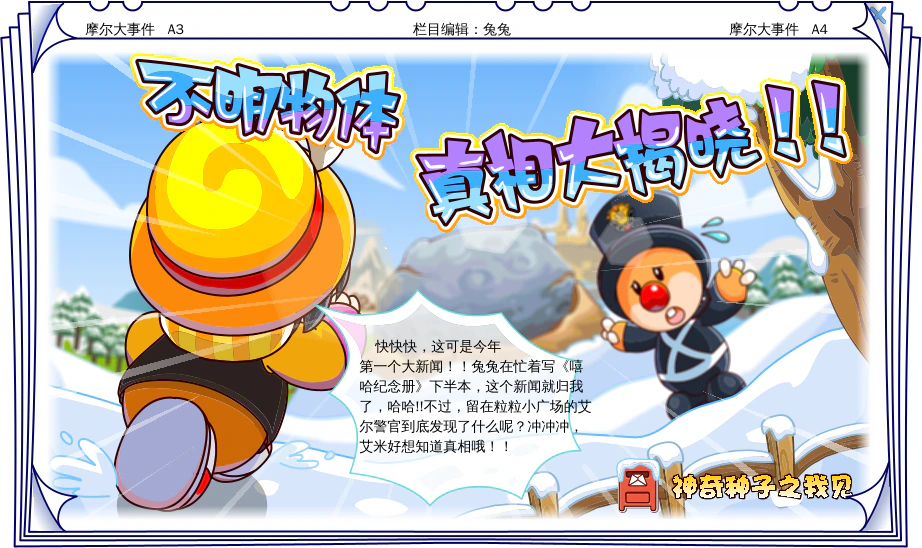 摩尔大事件 A3
栏目编辑：兔兔
摩尔大事件 A4
不明物体
真相大揭晓！！
快快快，这可是今年
第一个大新闻！！兔兔在忙着写《嘻
哈纪念册》下半本，这个新闻就归我
了，哈哈!!不过，留在粒粒小广场的艾
尔警官到底发现了什么呢？冲冲冲，
艾米好想知道真相哦！！
神奇种子之我见